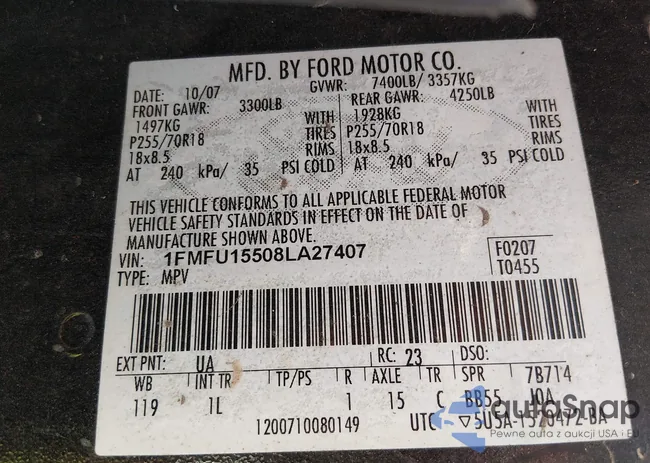 MFD. BY FORD MOTOR CO.
DATE: 10/07 GVWR: 7400LB/ 3357KG
FRONT GAWR: 3300LB REAR GAWR: 4250LB
1497KG WITH 1928KG WITH
P255/70R18 TIRES P255/70R18 TIRES
18x8.5 RIMS 18x8.5 RIMS
AT 240 kPa/ 35 PSI COLD AT 240 kPa/ 35 PSI COLD
THIS VEHICLE CONFORMS TO ALL APPLICABLE FEDERAL MOTOR
VEHICLE SAFETY STANDARDS IN EFFECT ON THE DATE OF
MANUFACTURE SHOWN ABOVE.
VIN: 1FMFU15508LA27407 F0207
TYPE: MPV T0455
EXT PNT: UA RC: 23 DSO:
WB INT TR TP/PS R AXLE TR SPR 7B714
119 1L 1 15 C BB55 JOA
1200710080149 UTC ▽5U5A-1520472-BA
autoSnap
Pewne auta z aukcji USA i EU